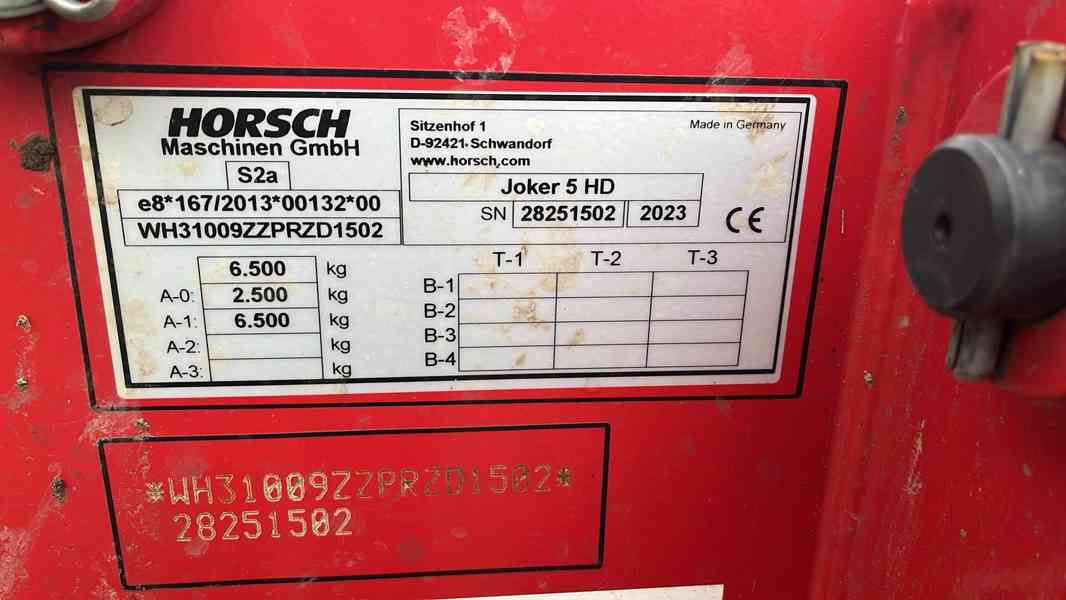 HORSCH
Maschinen GmbH
S2a
e8*167/2013*00132*00
WH31009ZZPRZD1502
Sitzenhof 1
Made in Germany
D-92421 Schwandorf
www.horsch.com
Joker 5 HD
SN 28251502 2023
CE
6.500 kg
A-0: 2.500 kg
A-1: 6.500 kg
A-2: kg
A-3: kg
T-1 T-2 T-3
B-1
B-2
B-3
B-4
*WH31009ZZPRZD1502*
28251502